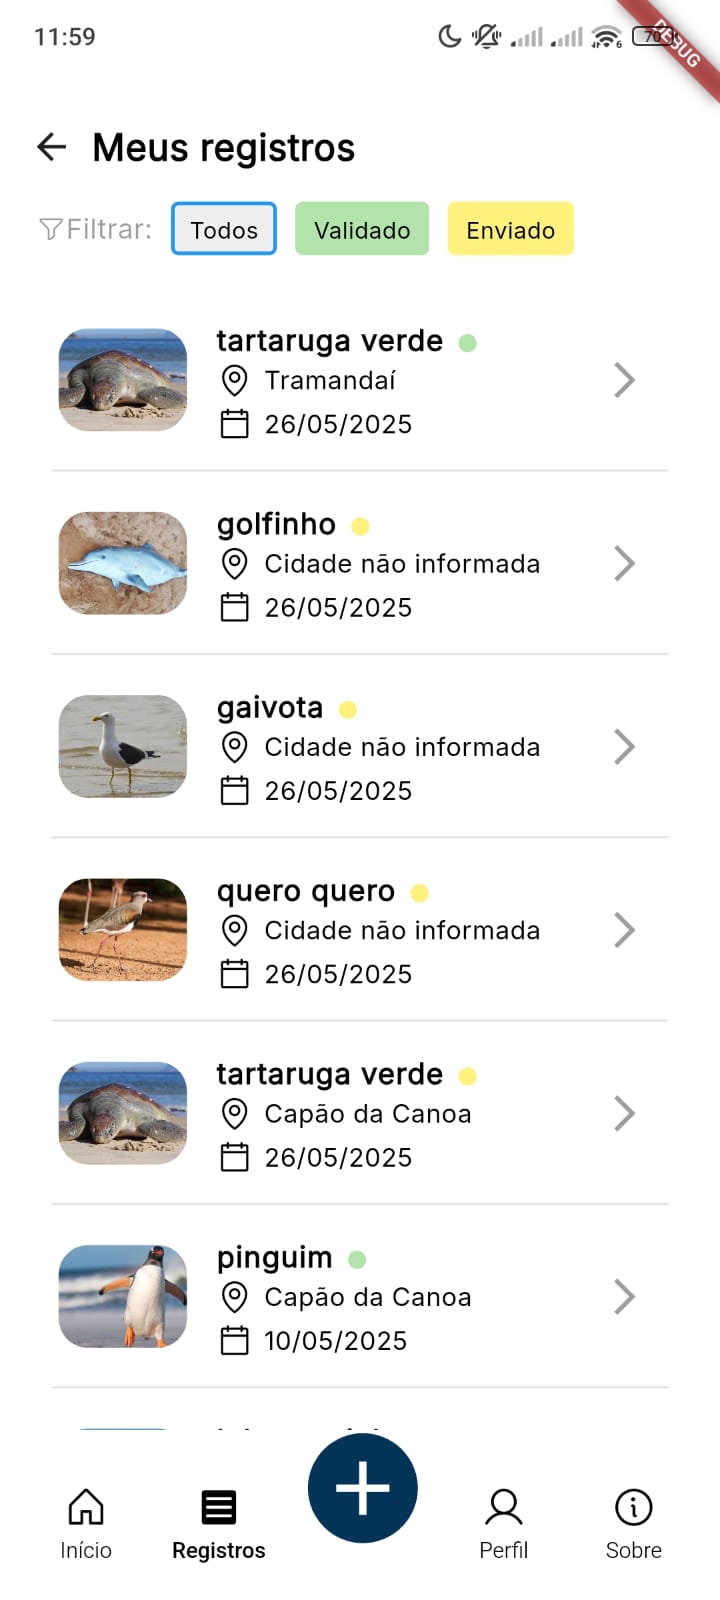 11:59
DEBUG
Meus registros
Filtrar: Todos Validado Enviado
tartaruga verde
Tramandaí
26/05/2025
golfinho
Cidade não informada
26/05/2025
gaivota
Cidade não informada
26/05/2025
quero quero
Cidade não informada
26/05/2025
tartaruga verde
Capão da Canoa
26/05/2025
pinguim
Capão da Canoa
10/05/2025
Início Registros Perfil Sobre